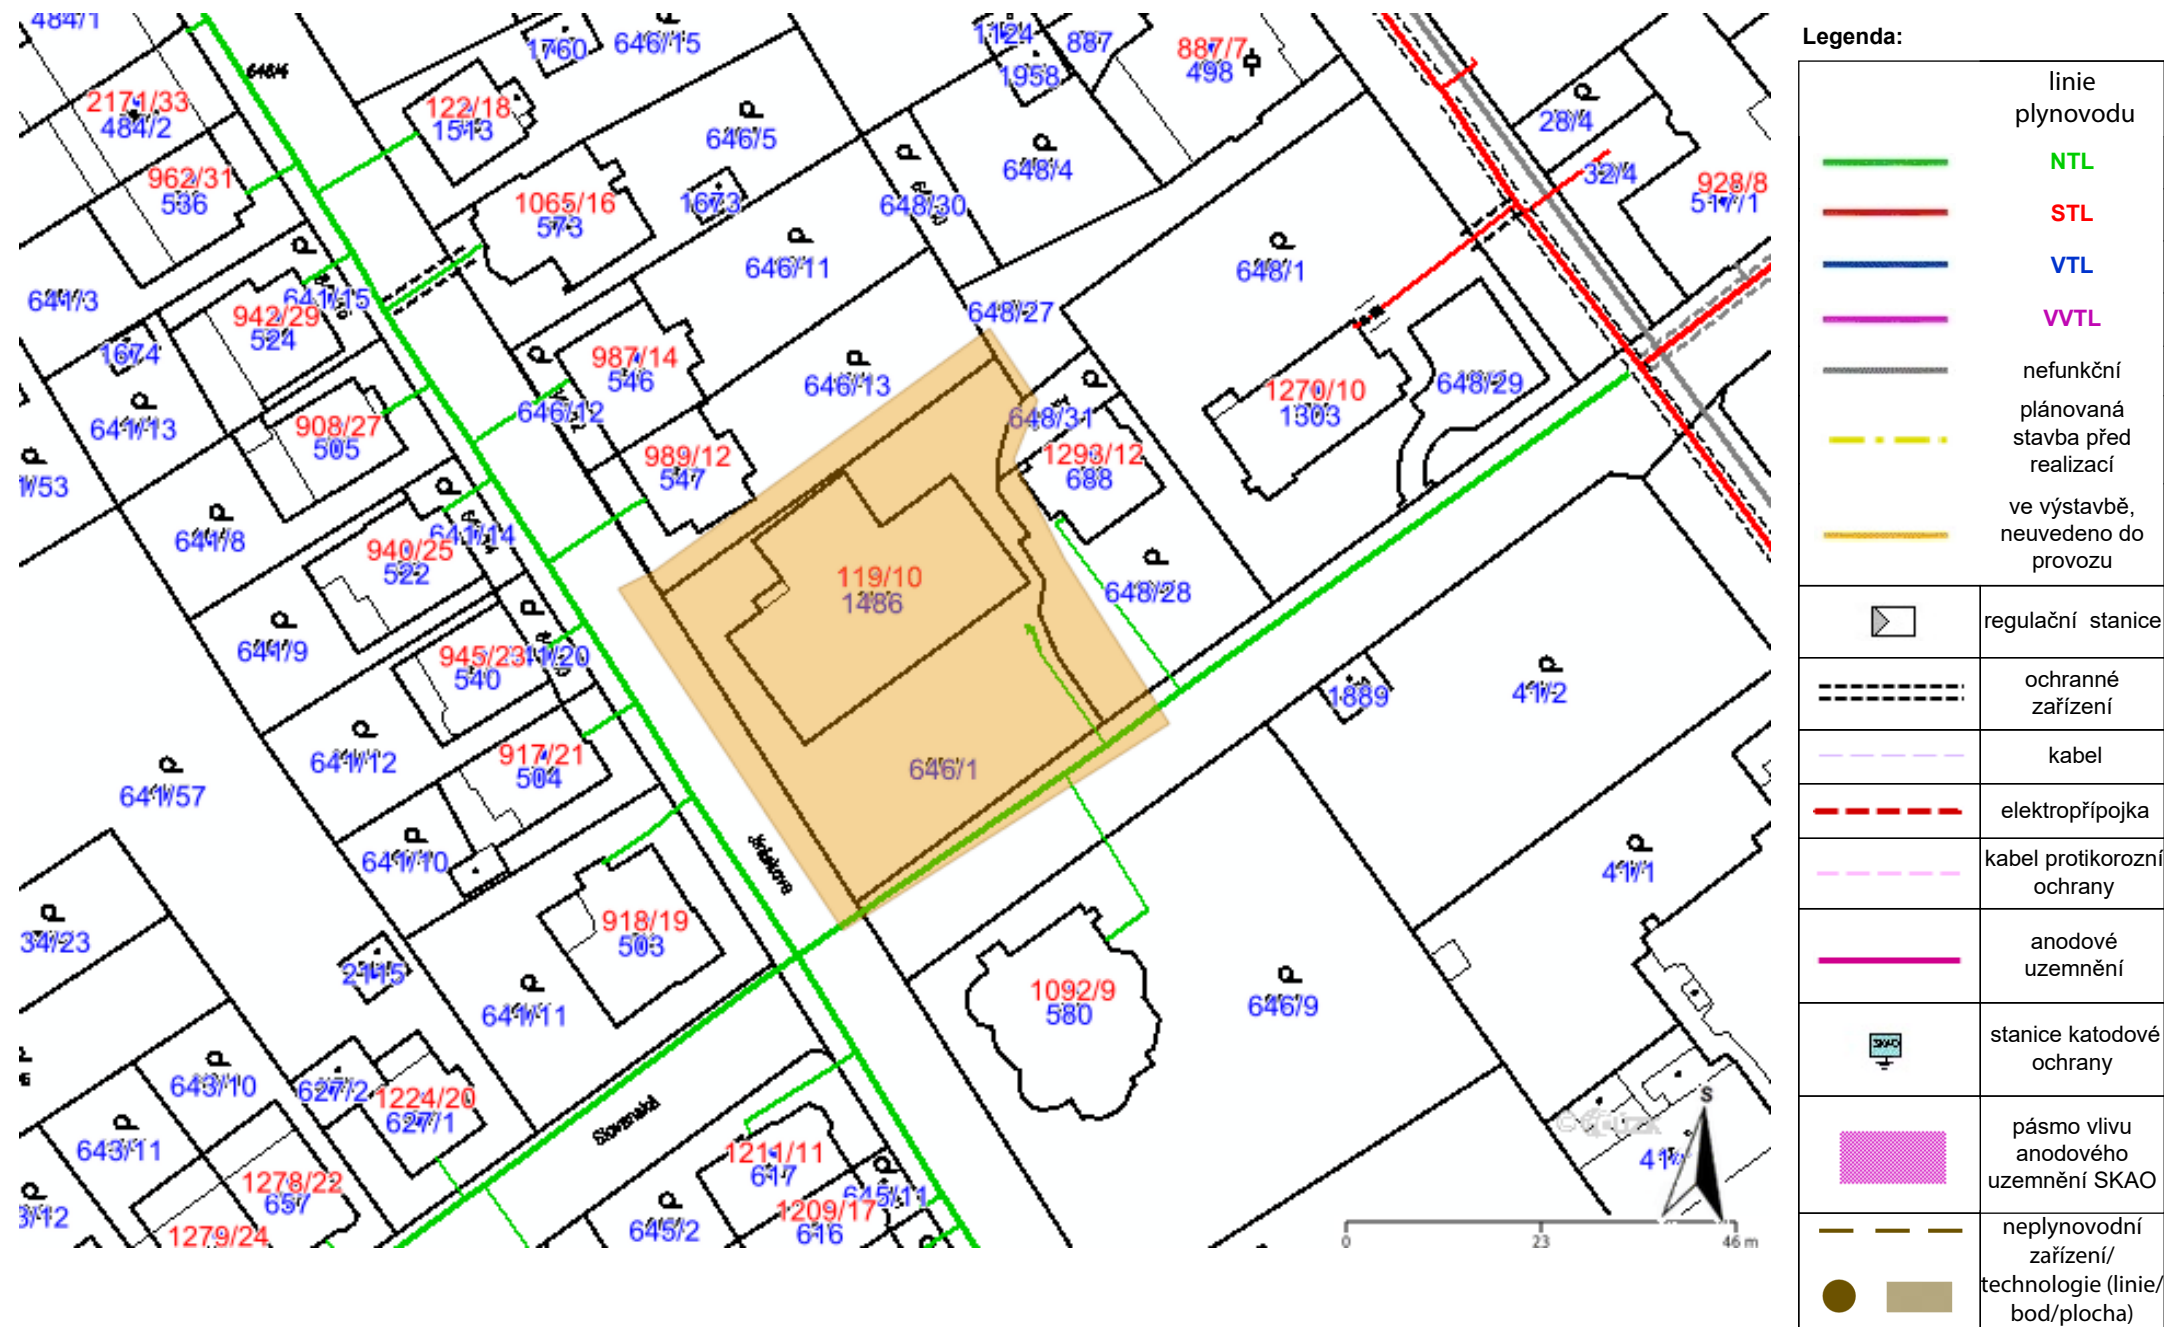 484/1
1760
646/15
1124
887
1958
887/7
498
Legenda:
linie
plynovodu
646/4
2171/33
484/2
122/18
1513
646/5
28/4
NTL
962/31
536
1065/16
573
1673
648/30
648/4
32/4
928/8
517/1
STL
646/11
648/1
VTL
641/3
641/15
942/29
524
648/27
VVTL
1674
987/14
546
646/13
648/29
nefunkční
641/13
908/27
505
646/12
648/31
1270/10
1303
plánovaná
stavba před
realizací
989/12
547
1293/12
688
641/8
641/14
940/25
522
ve výstavbě,
neuvedeno do
provozu
119/10
1486
648/28
regulační stanice
641/9
945/23
540
1889
41/2
ochranné
zařízení
641/12
917/21
504
646/1
kabel
641/57
elektropřípojka
641/10
41/1
kabel protikorozní
ochrany
34/23
918/19
503
anodové
uzemnění
2115
641/11
1092/9
580
646/9
stanice katodové
ochrany
SKAO
643/10
627/2
1224/20
627/1
643/11
Slovanská
1211/11
617
S
pásmo vlivu
anodového
uzemnění SKAO
1278/22
657
645/11
1209/17
616
645/2
1279/24
0
23
46 m
neplynovodní
zařízení/
technologie (linie/
bod/plocha)